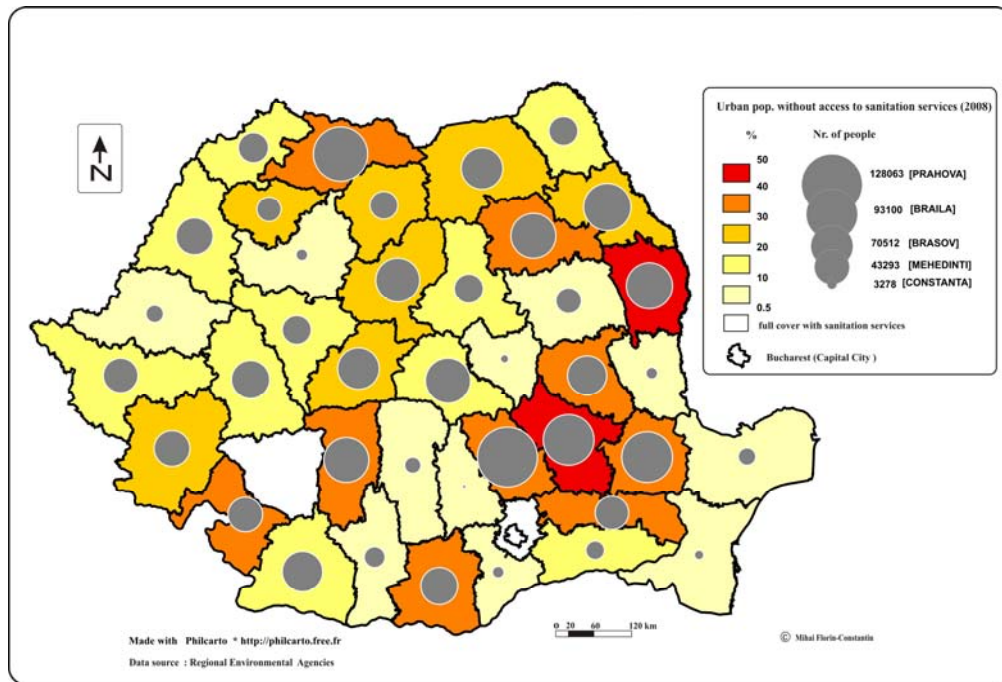 Urban pop. without access to sanitation services (2008)
% Nr. of people
50
40
30
20
10
0.5
128063 [PRAHOVA]
93100 [BRAILA]
70512 [BRASOV]
43293 [MEHEDINTI]
3278 [CONSTANTA]
full cover with sanitation services
Bucharest (Capital City )
N
0 20 60 120 km
Made with Philcarto * http://philcarto.free.fr
Data source : Regional Environmental Agencies
© Mihai Florin-Constantin